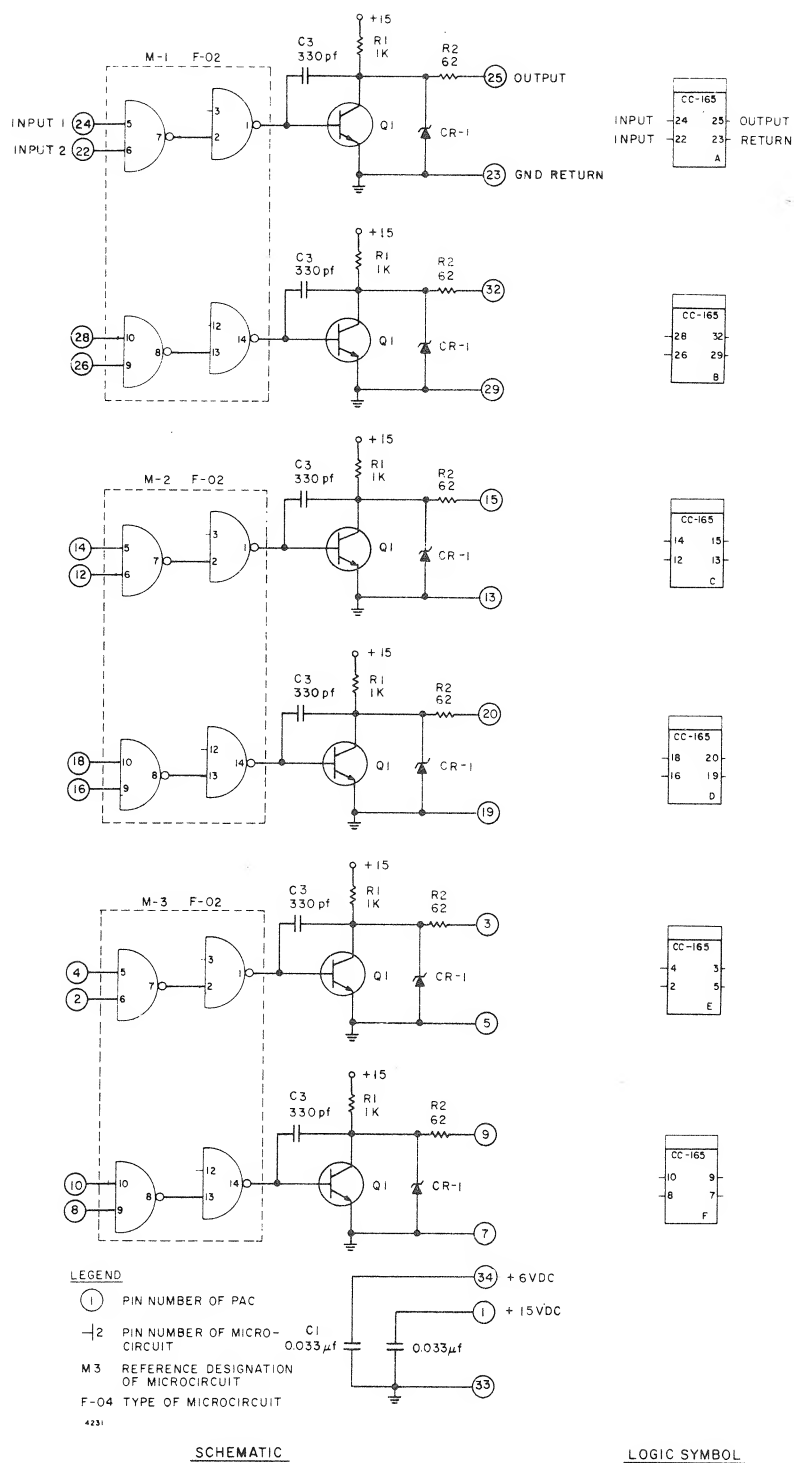 +15
C3
330pf
R1
1K
R2
62
M-1 F-02
25 OUTPUT
INPUT 1 24 5
INPUT 2 22 6
7
3
2
1
Q1
CR-1
23 GND RETURN
CC-165
INPUT 24 25 OUTPUT
INPUT 22 23 RETURN
A
+15
C3
330pf
R1
1K
R2
62
32
28 10
26 9
8
12
13
14
Q1
CR-1
29
CC-165
28 32
26 29
B
+15
C3
330pf
R1
1K
R2
62
M-2 F-02
15
14 5
12 6
7
3
2
1
Q1
CR-1
13
CC-165
14 15
12 13
C
+15
C3
330pf
R1
1K
R2
62
20
18 10
16 9
8
12
13
14
Q1
CR-1
19
CC-165
18 20
16 19
D
+15
C3
330pf
R1
1K
R2
62
M-3 F-02
3
4 5
2 6
7
3
2
1
Q1
CR-1
5
CC-165
4 3
2 5
E
+15
C3
330pf
R1
1K
R2
62
9
10 10
8 9
8
12
13
14
Q1
CR-1
7
CC-165
10 9
8 7
F
LEGEND
1 PIN NUMBER OF PAC
2 PIN NUMBER OF MICRO-
CIRCUIT
M3 REFERENCE DESIGNATION
OF MICROCIRCUIT
F-04 TYPE OF MICROCIRCUIT
4231
34 +6VDC
1 +15VDC
C1
0.033µf
0.033µf
33
SCHEMATIC
LOGIC SYMBOL